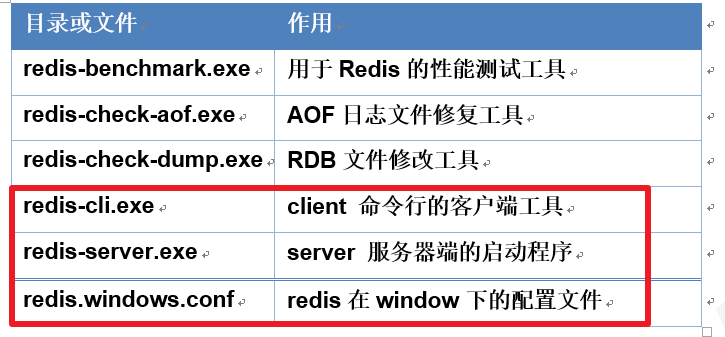 目录或文件 作用
redis-benchmark.exe 用于 Redis 的性能测试工具
redis-check-aof.exe AOF 日志文件修复工具
redis-check-dump.exe RDB 文件修改工具
redis-cli.exe client 命令行的客户端工具
redis-server.exe server 服务器端的启动程序
redis.windows.conf redis 在 window 下的配置文件